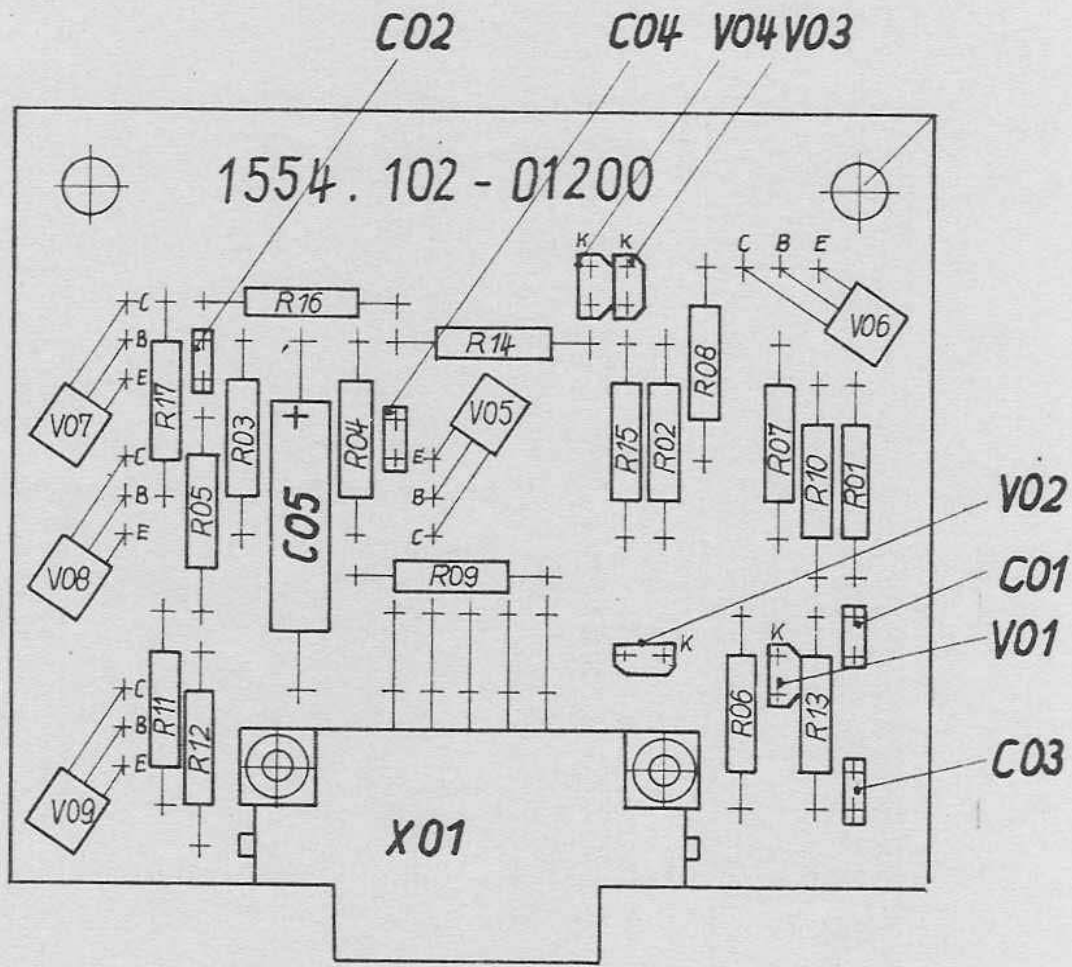 C02 C04 V04 V03
1554.102-01200
K K C B E
C R16 V06
B R14 R08
E R17 + V05
V07 R03 R04 R15 R02 R07 R10 R01
C E
B R05 C05 B V02
E C
V08 R09 C01
K K V01
C R11 R06 R13
B R12
E C03
V09 X01